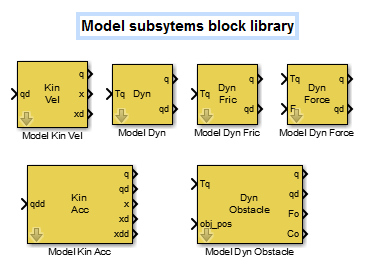 Model subsytems block library
qd
Kin
Vel
q
x
xd
Model Kin Vel
Tq
Dyn
q
qd
Model Dyn
Tq
Dyn
Fric
q
qd
Model Dyn Fric
Tq
F
Dyn
Force
q
qd
Model Dyn Force
qdd
Kin
Acc
q
qd
x
xd
xdd
Model Kin Acc
Tq
obj_pos
Dyn
Obstacle
q
qd
Fo
Co
Model Dyn Obstacle